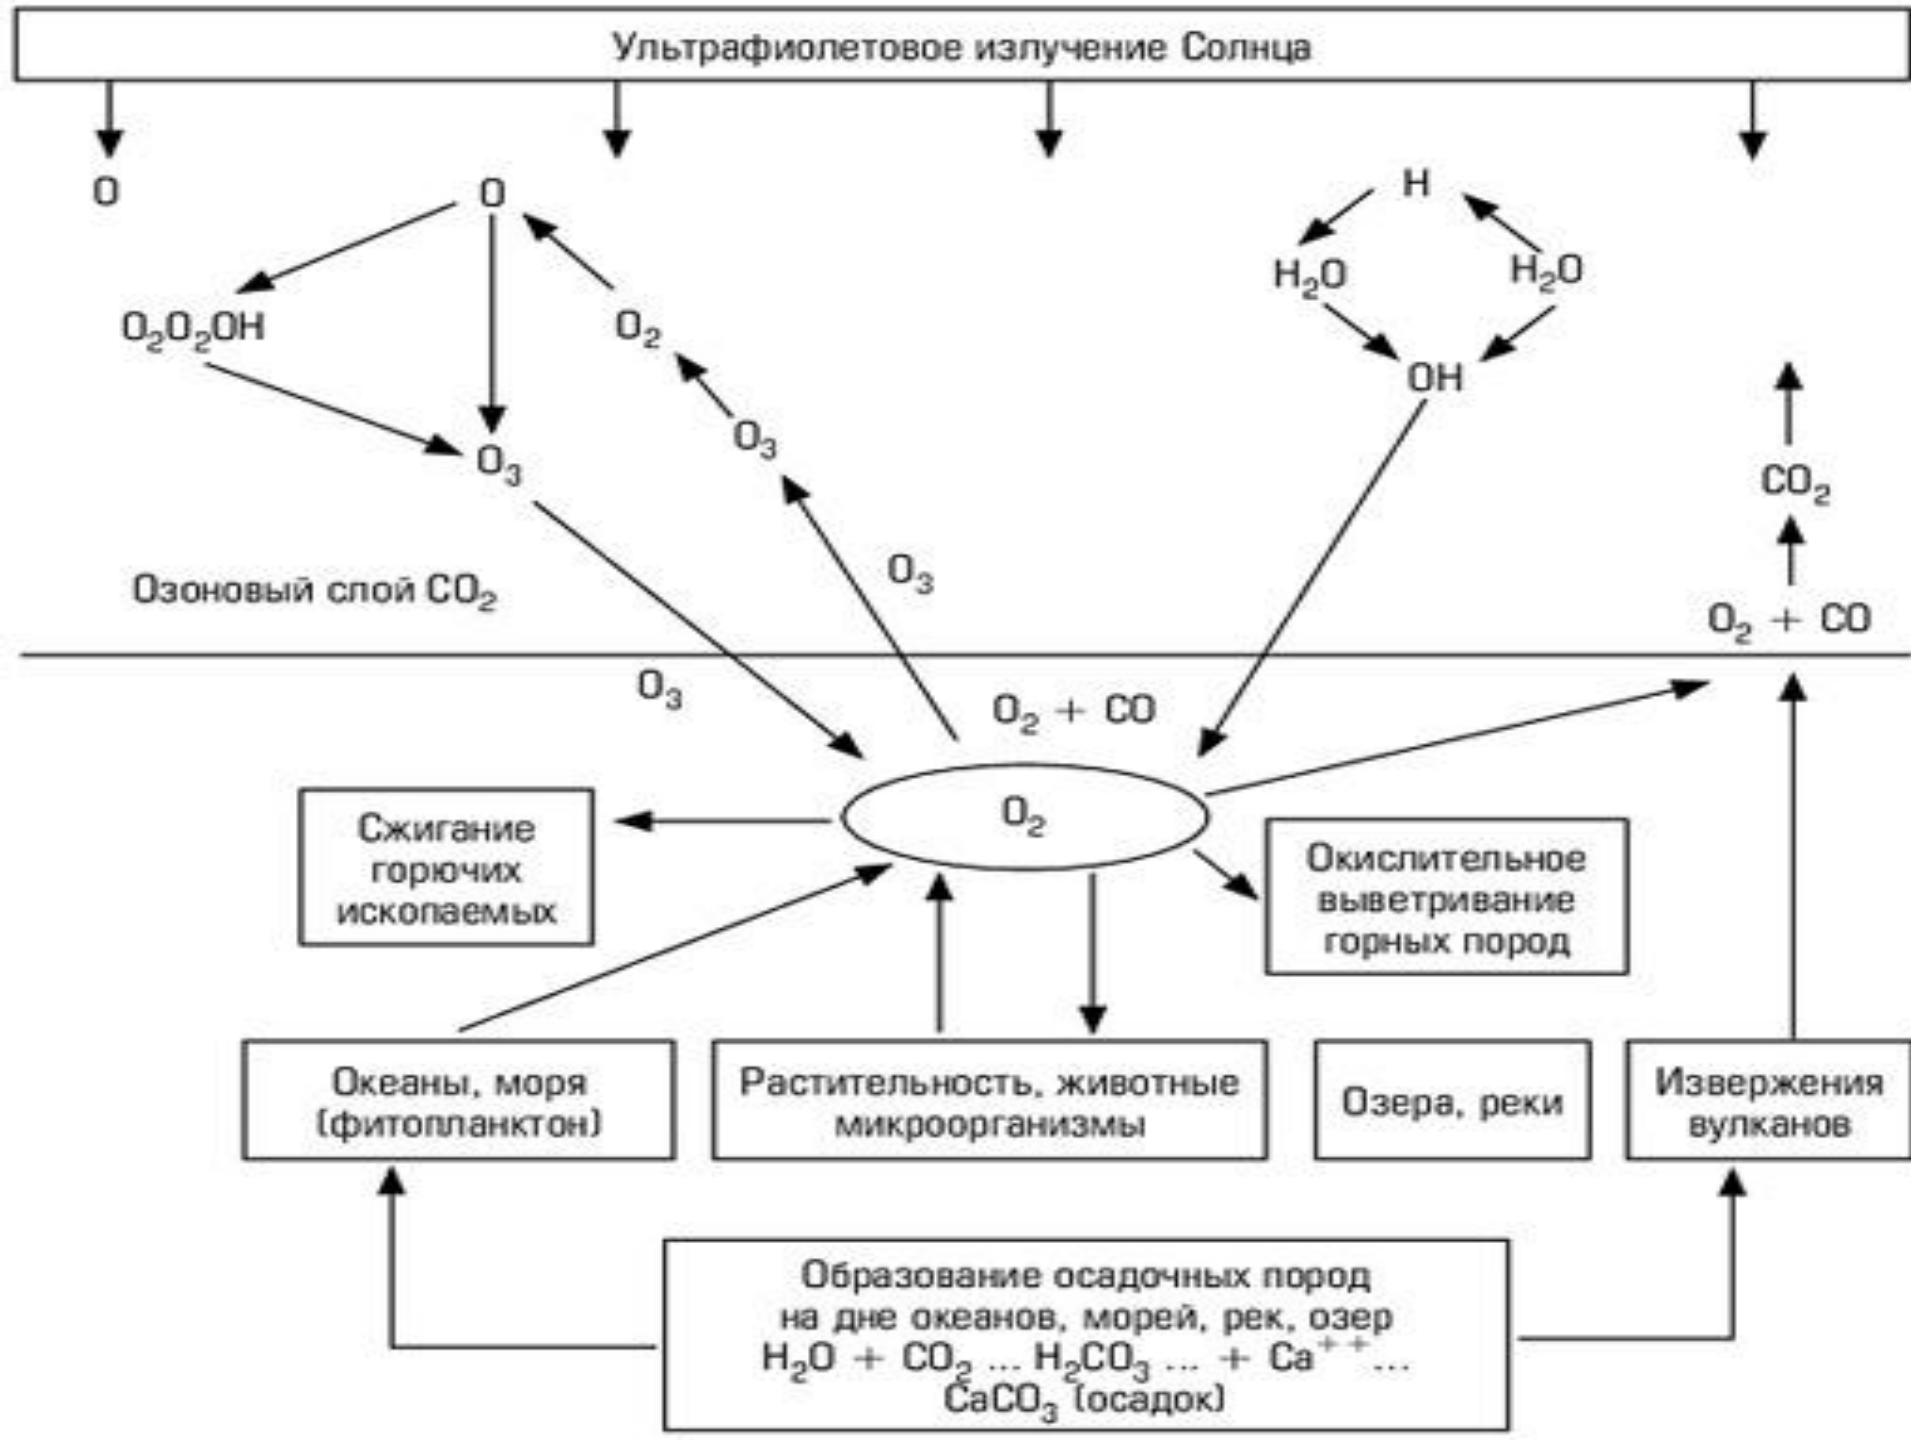 Ультрафиолетовое излучение Солнца
O
O
H
H₂O
H₂O
O₂O₂OH
O₂
OH
O₃
O₃
CO₂
O₃
Озоновый слой CO₂
O₂ + CO
O₃
O₂ + CO
O₂
Сжигание
горючих
ископаемых
Окислительное
выветривание
горных пород
Океаны, моря
(фитопланктон)
Растительность, животные
микроорганизмы
Озера, реки
Извержения
вулканов
Образование осадочных пород
на дне океанов, морей, рек, озер
H₂O + CO₂ ... H₂CO₃ ... + Ca⁺⁺...
CaCO₃ (осадок)